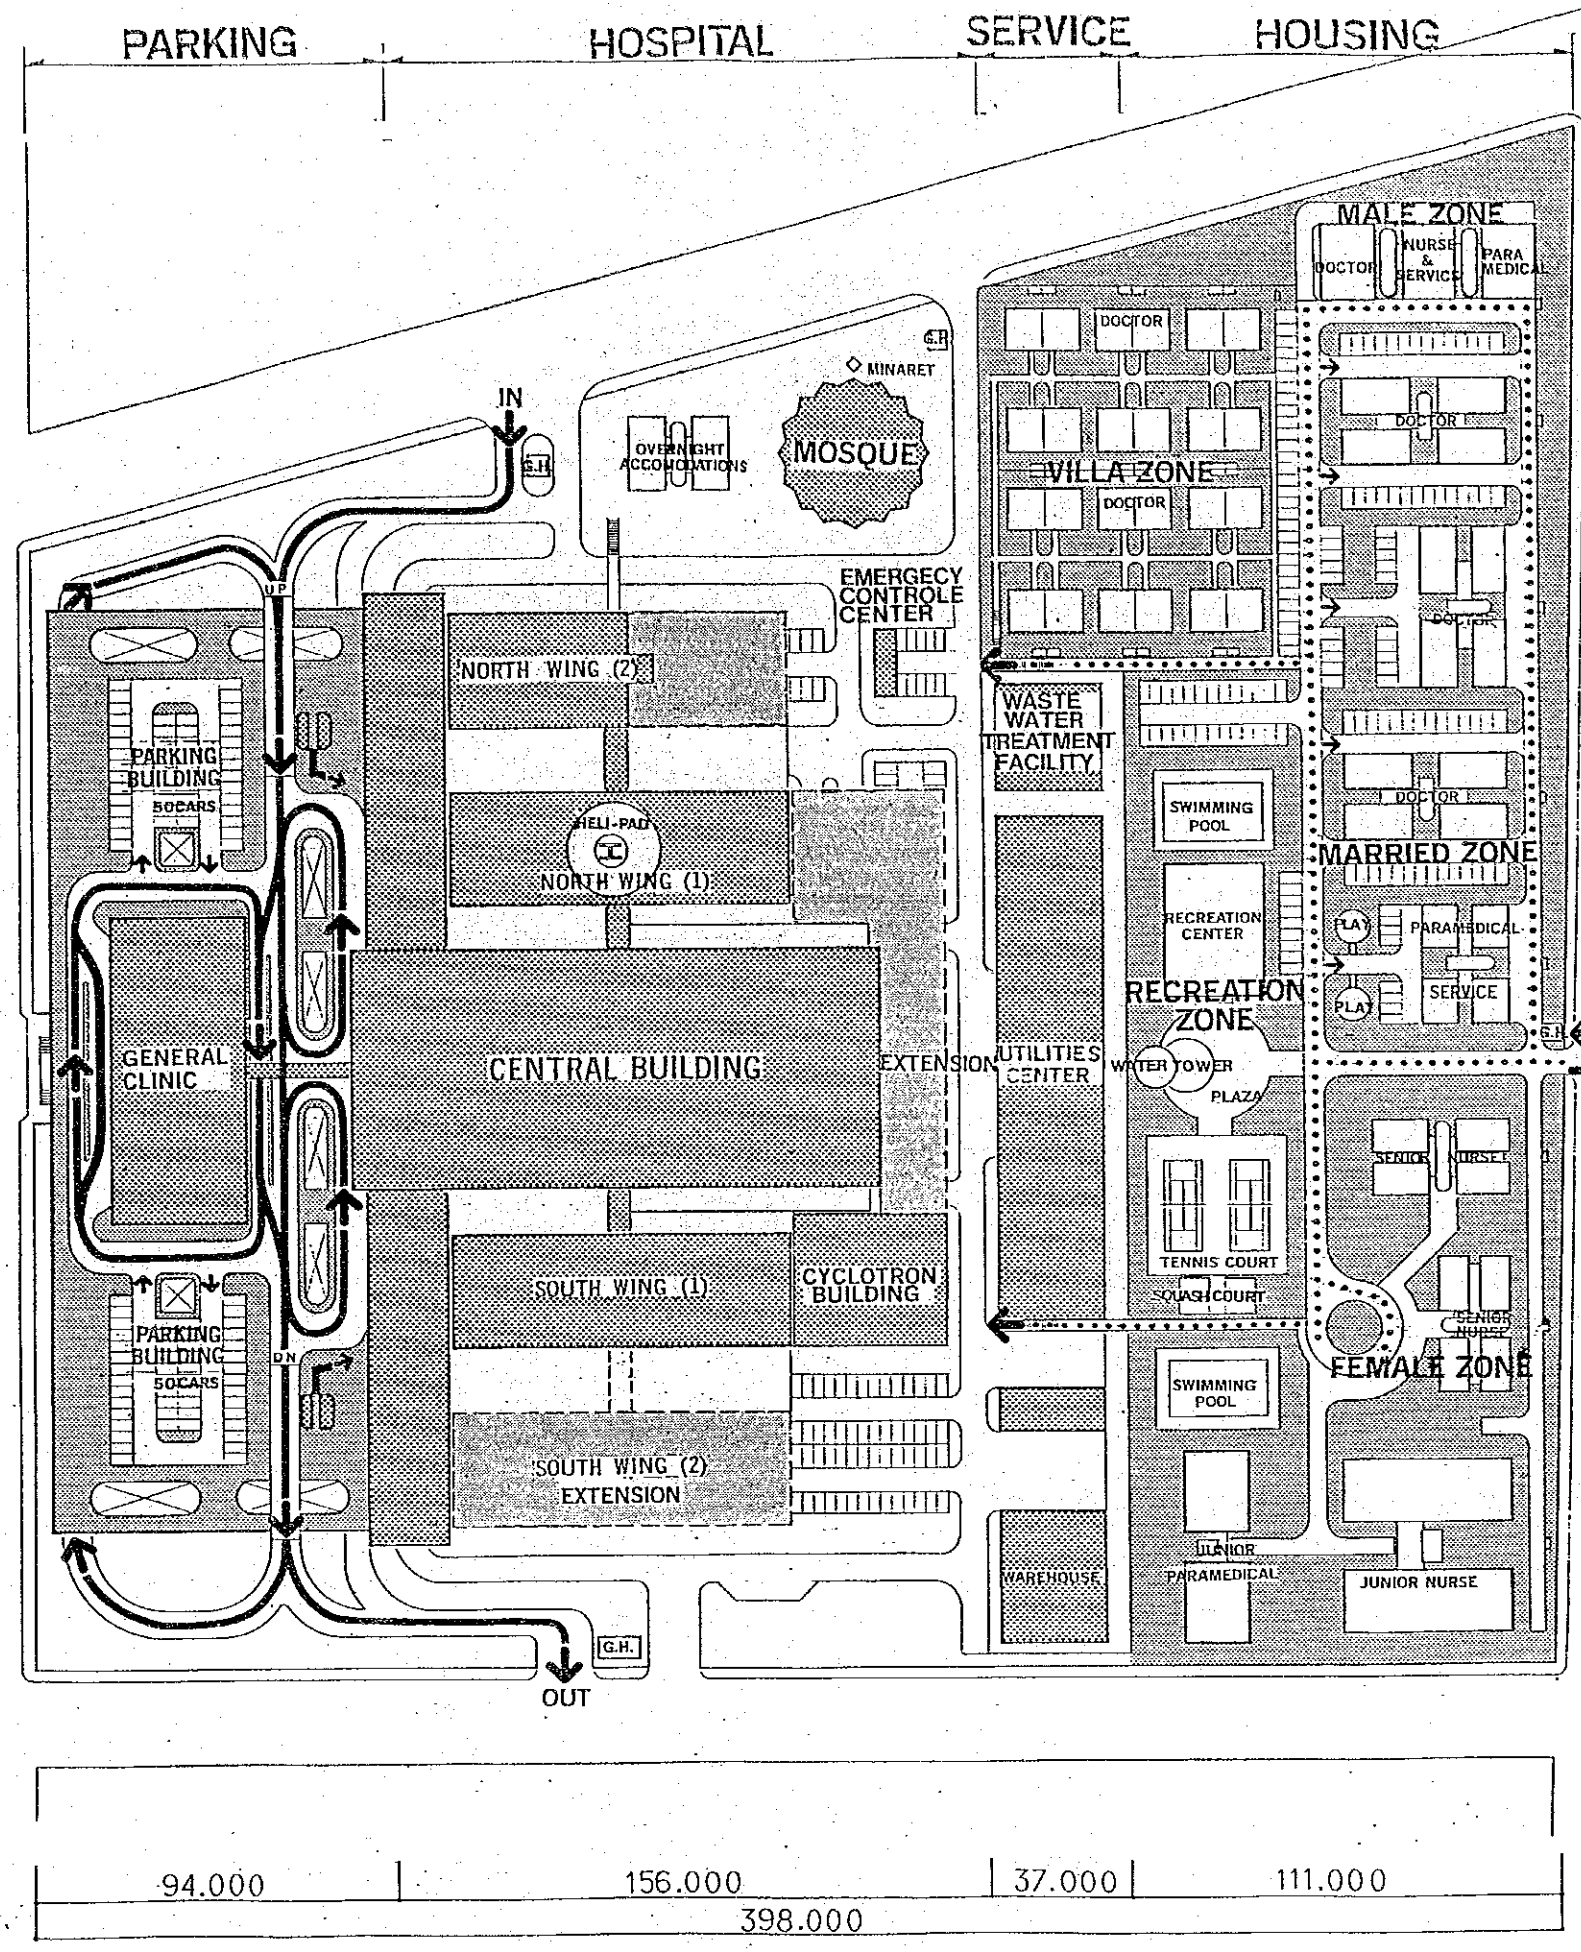 PARKING
HOSPITAL
SERVICE
HOUSING
MALE ZONE
DOCTOR
NURSE
&
SERVICE
PARA
MEDICAL
DOCTOR
G.H.
MINARET
IN
G.H.
OVERNIGHT
ACCOMODATIONS
MOSQUE
VILLA ZONE
DOCTOR
DOCTOR
UP
EMERGECY
CONTROLE
CENTER
DOCTOR
NORTH WING (2)
WASTE
WATER
TREATMENT
FACILITY
PARKING
BUILDING
50CARS
SWIMMING
POOL
DOCTOR
HELI-PAD
NORTH WING (1)
MARRIED ZONE
RECREATION
CENTER
PLAY
PARAMEDICAL
RECREATION
ZONE
PLAY
SERVICE
G.H.
GENERAL
CLINIC
CENTRAL BUILDING
EXTENSION
UTILITIES
CENTER
WATER TOWER
PLAZA
SENIOR NURSE
TENNIS COURT
SOUTH WING (1)
CYCLOTRON
BUILDING
SQUASH COURT
SENIOR
NURSE
PARKING
BUILDING
50CARS
DN
FEMALE ZONE
SWIMMING
POOL
SOUTH WING (2)
EXTENSION
JUNIOR
PARAMEDICAL
WAREHOUSE
JUNIOR NURSE
G.H.
OUT
94.000
156.000
37.000
111.000
398.000